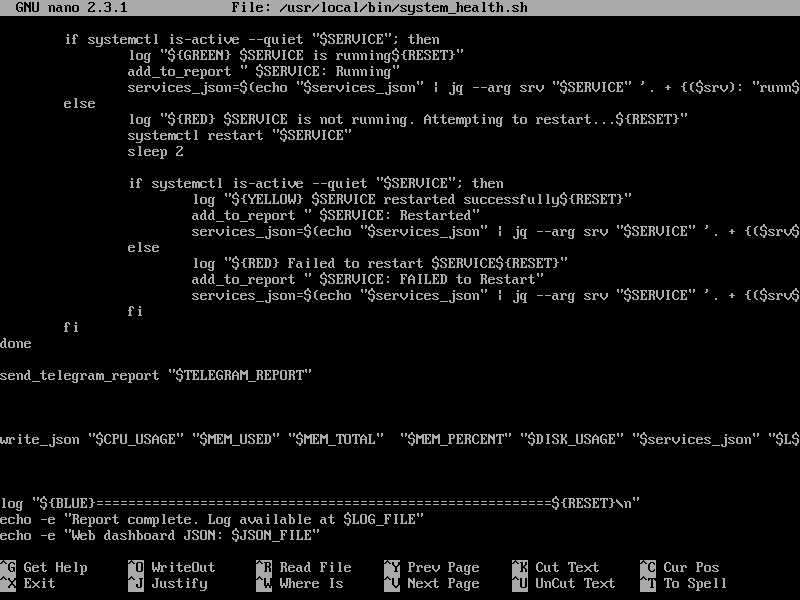 GNU nano 2.3.1 File: /usr/local/bin/system_health.sh
if systemctl is-active --quiet "$SERVICE"; then
log "${GREEN} $SERVICE is running${RESET}"
add_to_report " $SERVICE: Running"
services_json=$(echo "$services_json" | jq --arg srv "$SERVICE" '. + {($srv): "runn$
else
log "${RED} $SERVICE is not running. Attempting to restart...${RESET}"
systemctl restart "$SERVICE"
sleep 2
if systemctl is-active --quiet "$SERVICE"; then
log "${YELLOW} $SERVICE restarted successfully${RESET}"
add_to_report " $SERVICE: Restarted"
services_json=$(echo "$services_json" | jq --arg srv "$SERVICE" '. + {($srv$
else
log "${RED} Failed to restart $SERVICE${RESET}"
add_to_report " $SERVICE: FAILED to Restart"
services_json=$(echo "$services_json" | jq --arg srv "$SERVICE" '. + {($srv$
fi
fi
done
send_telegram_report "$TELEGRAM_REPORT"
write_json "$CPU_USAGE" "$MEM_USED" "$MEM_TOTAL"  "$MEM_PERCENT" "$DISK_USAGE" "$services_json" "$L$
log "${BLUE}=========================================================${RESET}\n"
echo -e "Report complete. Log available at $LOG_FILE"
echo -e "Web dashboard JSON: $JSON_FILE"
^G Get Help ^O WriteOut ^R Read File ^Y Prev Page ^K Cut Text ^C Cur Pos
^X Exit ^J Justify ^W Where Is ^V Next Page ^U UnCut Text ^T To Spell